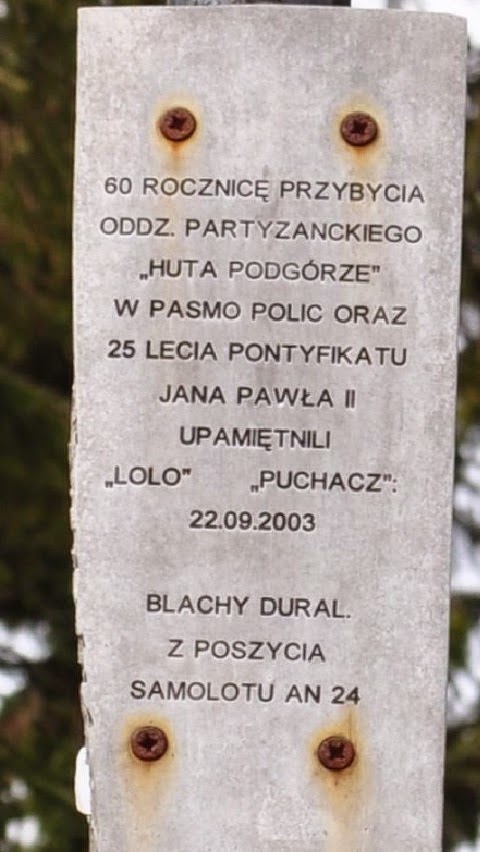 60 ROCZNICĘ PRZYBYCIA
ODDZ. PARTYZANCKIEGO
„HUTA PODGÓRZE"
W PASMO POLIC ORAZ
25 LECIA PONTYFIKATU
JANA PAWŁA II
UPAMIĘTNILI
„LOLO" „PUCHACZ":
22.09.2003
BLACHY DURAL.
Z POSZYCIA
SAMOLOTU AN 24